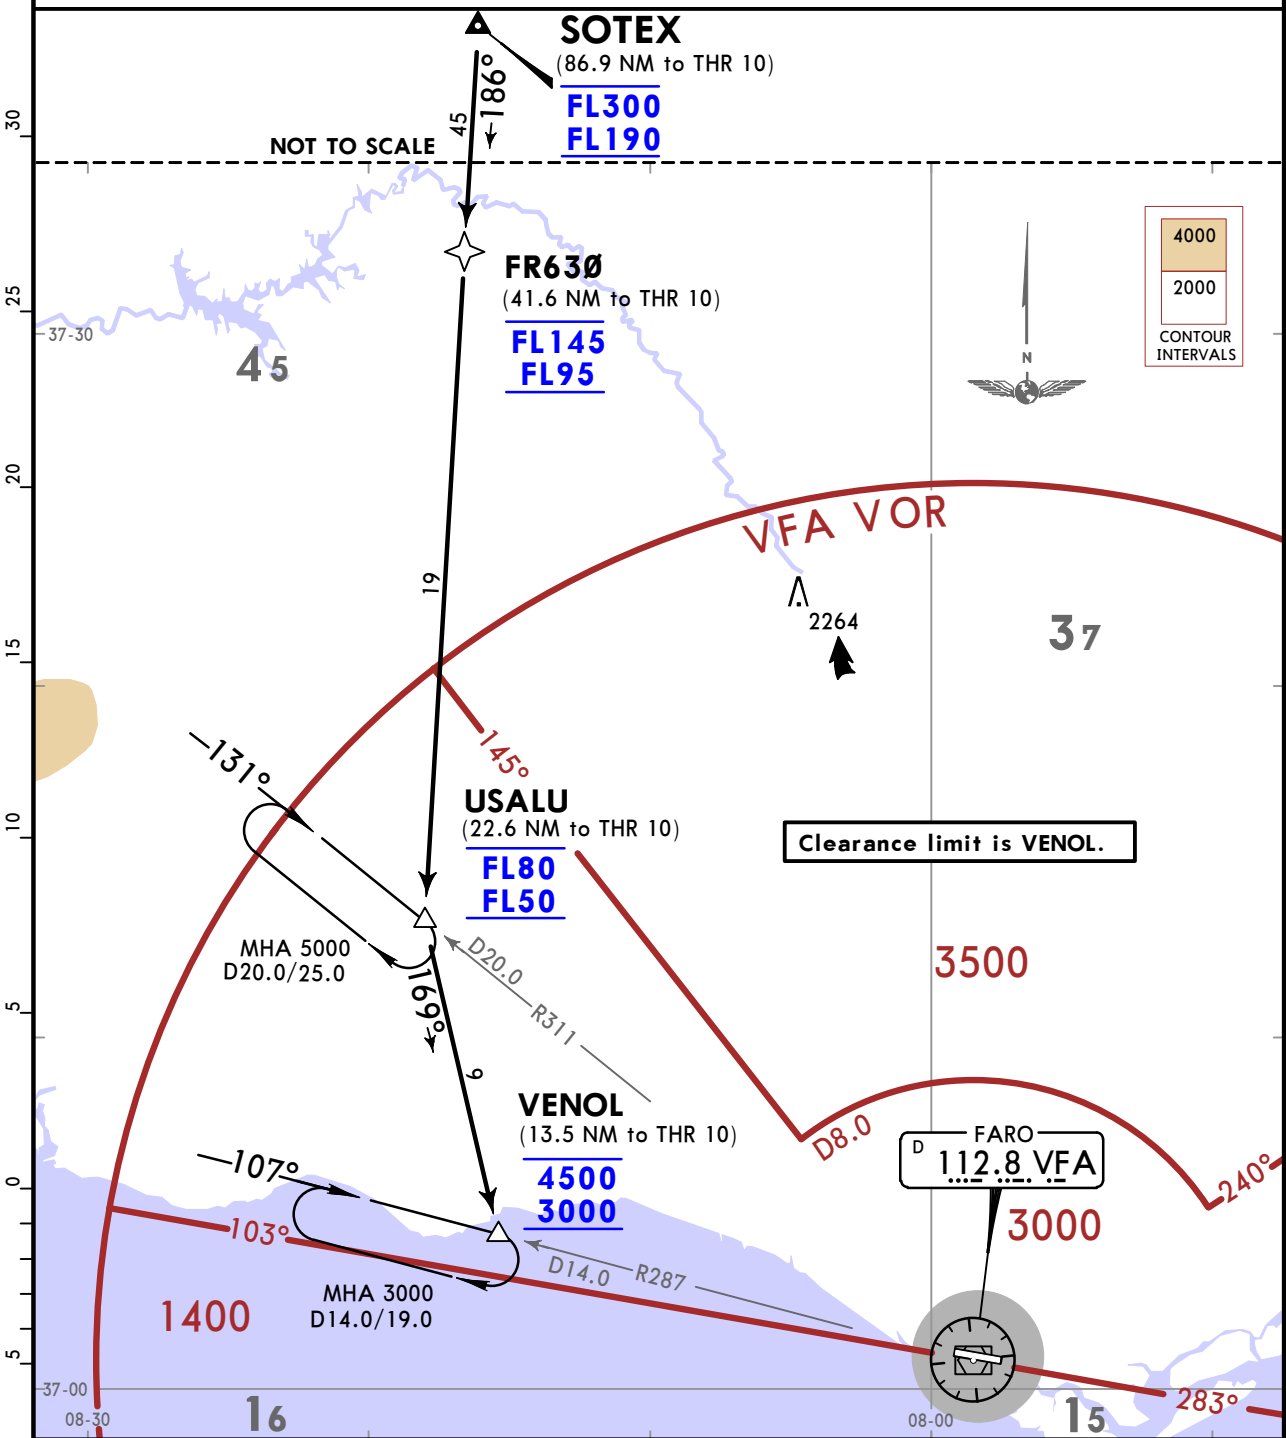 SOTEX
(86.9 NM to THR 10)
FL300
FL190
186°
45
30
NOT TO SCALE
4000
2000
CONTOUR
INTERVALS
FR63Ø
(41.6 NM to THR 10)
FL145
FL95
25
37-30
45
N
20
VFA VOR
19
2264
37
15
145°
131°
USALU
(22.6 NM to THR 10)
FL80
FL50
10
Clearance limit is VENOL.
MHA 5000
D20.0/25.0
D20.0
R311
169°
3500
5
9
VENOL
(13.5 NM to THR 10)
4500
3000
D8.0
FARO
D 112.8 VFA
240°
107°
0
103°
3000
D14.0
R287
MHA 3000
D14.0/19.0
1400
5
37-00
283°
08-30
16
08-00
15